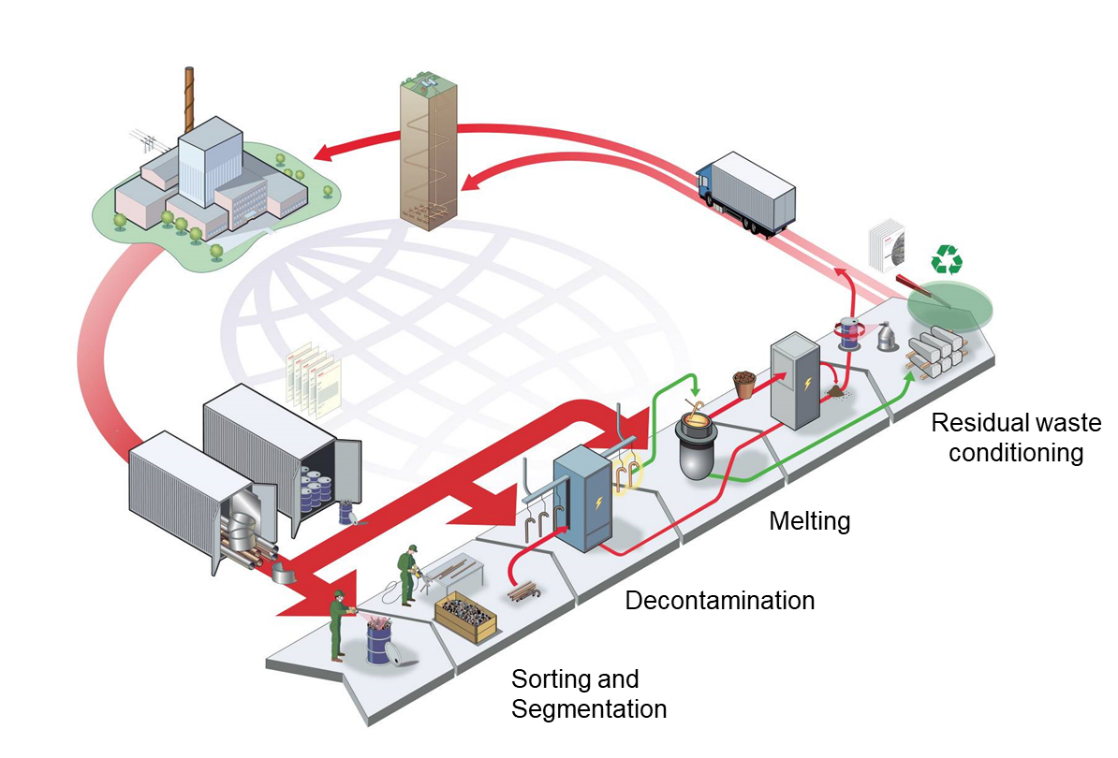 Residual waste
conditioning
Melting
Decontamination
Sorting and
Segmentation